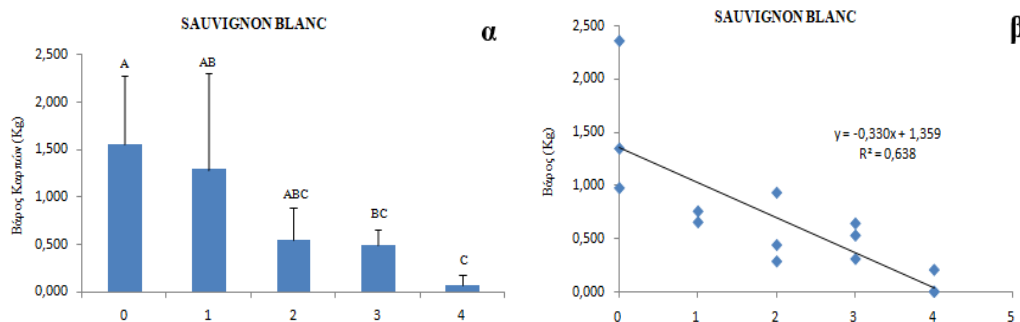 SAUVIGNON BLANC
α
Βάρος Καρπών (Kg)
2,500
2,000
1,500
1,000
0,500
0,000
A
AB
ABC
BC
C
0 1 2 3 4
SAUVIGNON BLANC
β
Βάρος (Kg)
2,500
2,000
1,500
1,000
0,500
0,000
y = -0,330x + 1,359
R² = 0,638
0 1 2 3 4 5